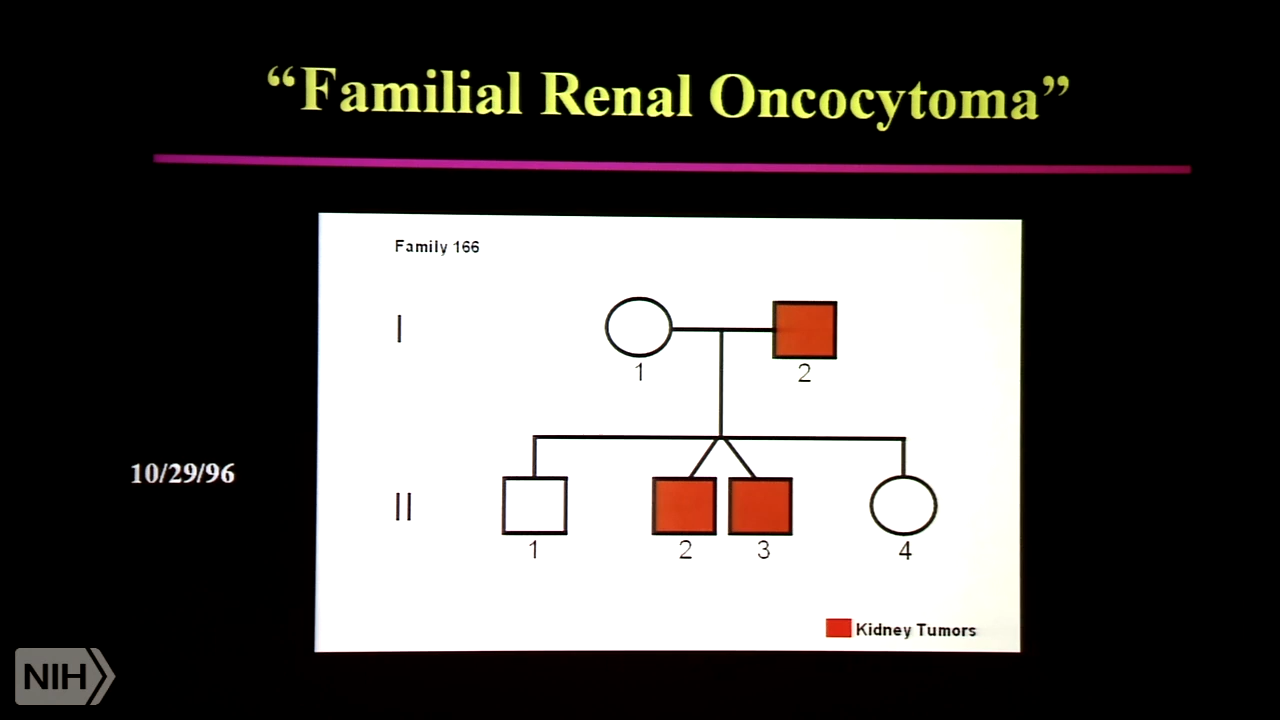 “Familial Renal Oncocytoma”
Family 166
I
1 2
10/29/96
II
1 2 3 4
Kidney Tumors
NIH